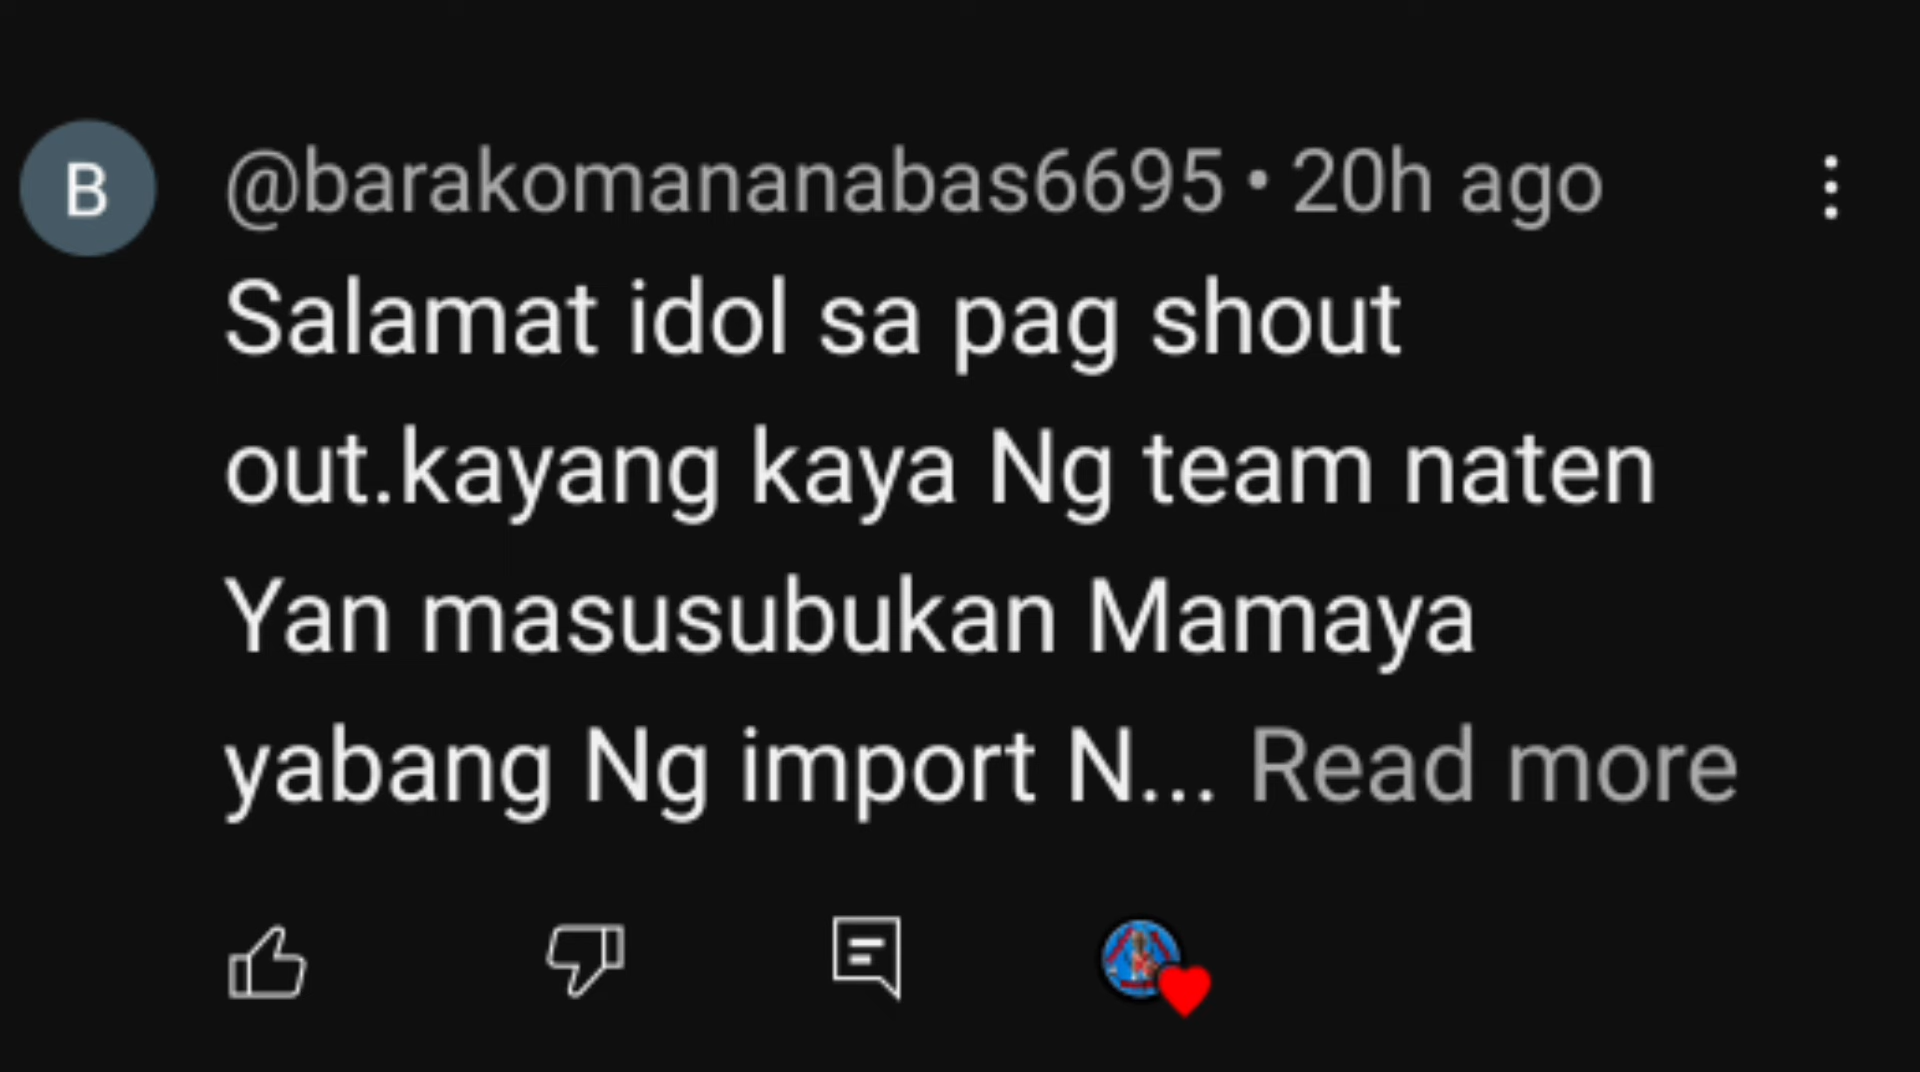 B
@barakomananabas6695 • 20h ago
Salamat idol sa pag shout
out.kayang kaya Ng team naten
Yan masusubukan Mamaya
yabang Ng import N... Read more